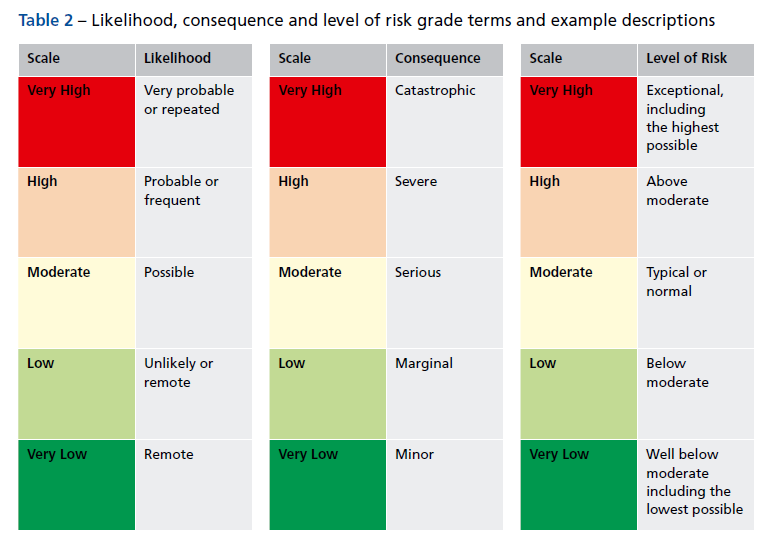 Table 2 – Likelihood, consequence and level of risk grade terms and example descriptions
Scale Likelihood Scale Consequence Scale Level of Risk
Very High Very probable Very High Catastrophic Very High Exceptional,
or repeated including
the highest
possible
High Probable or High Severe High Above
frequent moderate
Moderate Possible Moderate Serious Moderate Typical or
normal
Low Unlikely or Low Marginal Low Below
remote moderate
Very Low Remote Very Low Minor Very Low Well below
moderate
including the
lowest possible